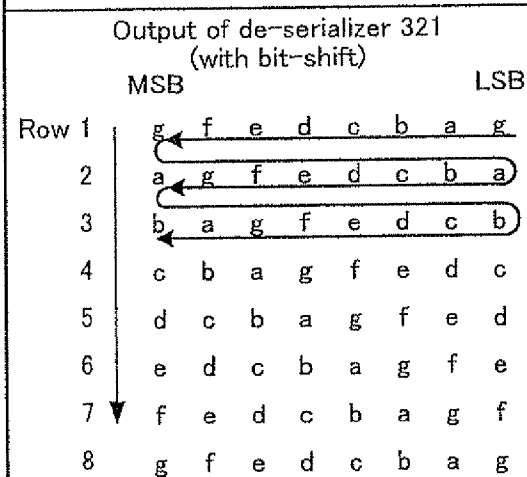 Output of de-serializer 321
(with bit-shift)
MSB LSB
Row 1 g f e d c b a g
2 a g f e d c b a
3 b a g f e d c b
4 c b a g f e d c
5 d c b a g f e d
6 e d c b a g f e
7 f e d c b a g f
8 g f e d c b a g